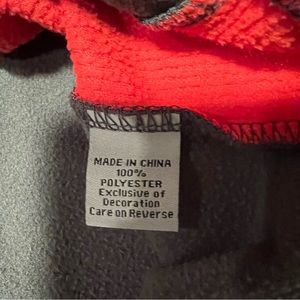 MADE IN CHINA
100%
POLYESTER
Exclusive of
Decoration
Care on Reverse